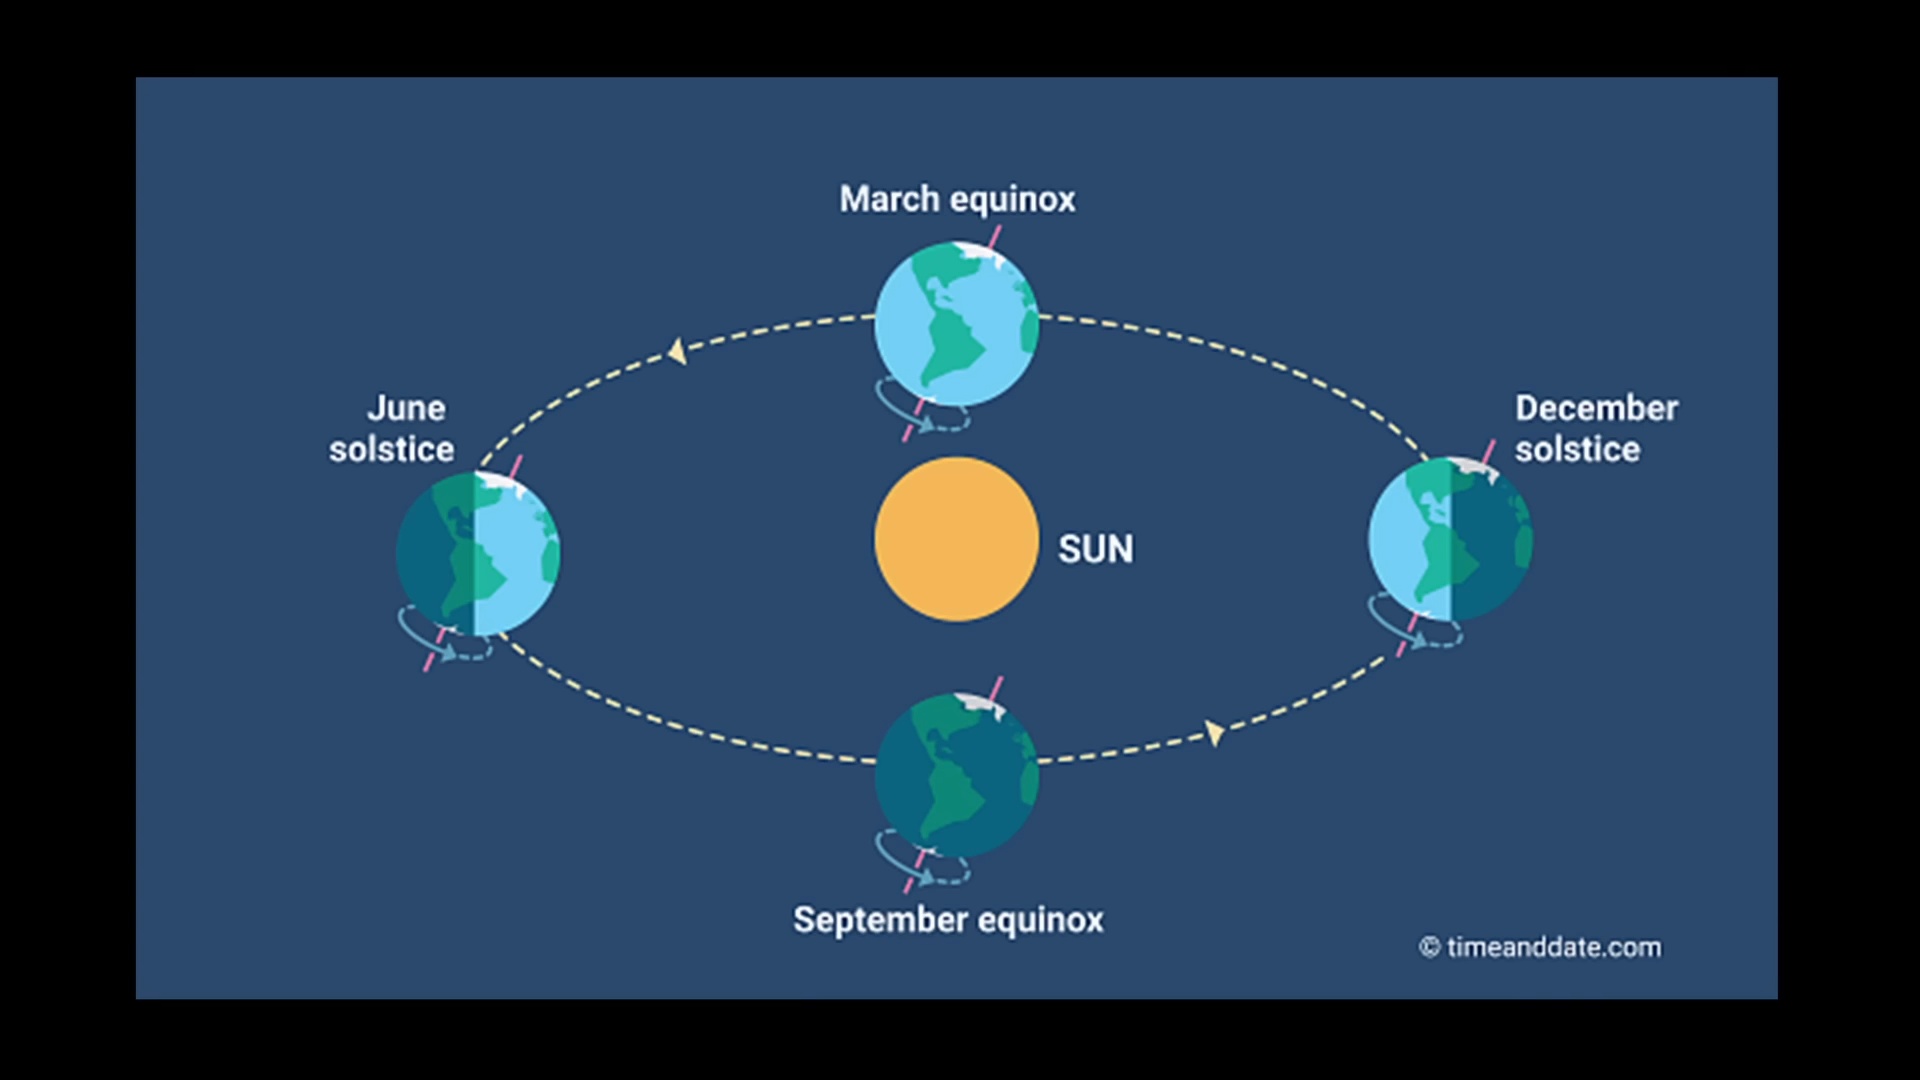 March equinox
June
solstice
December
solstice
SUN
September equinox
© timeanddate.com